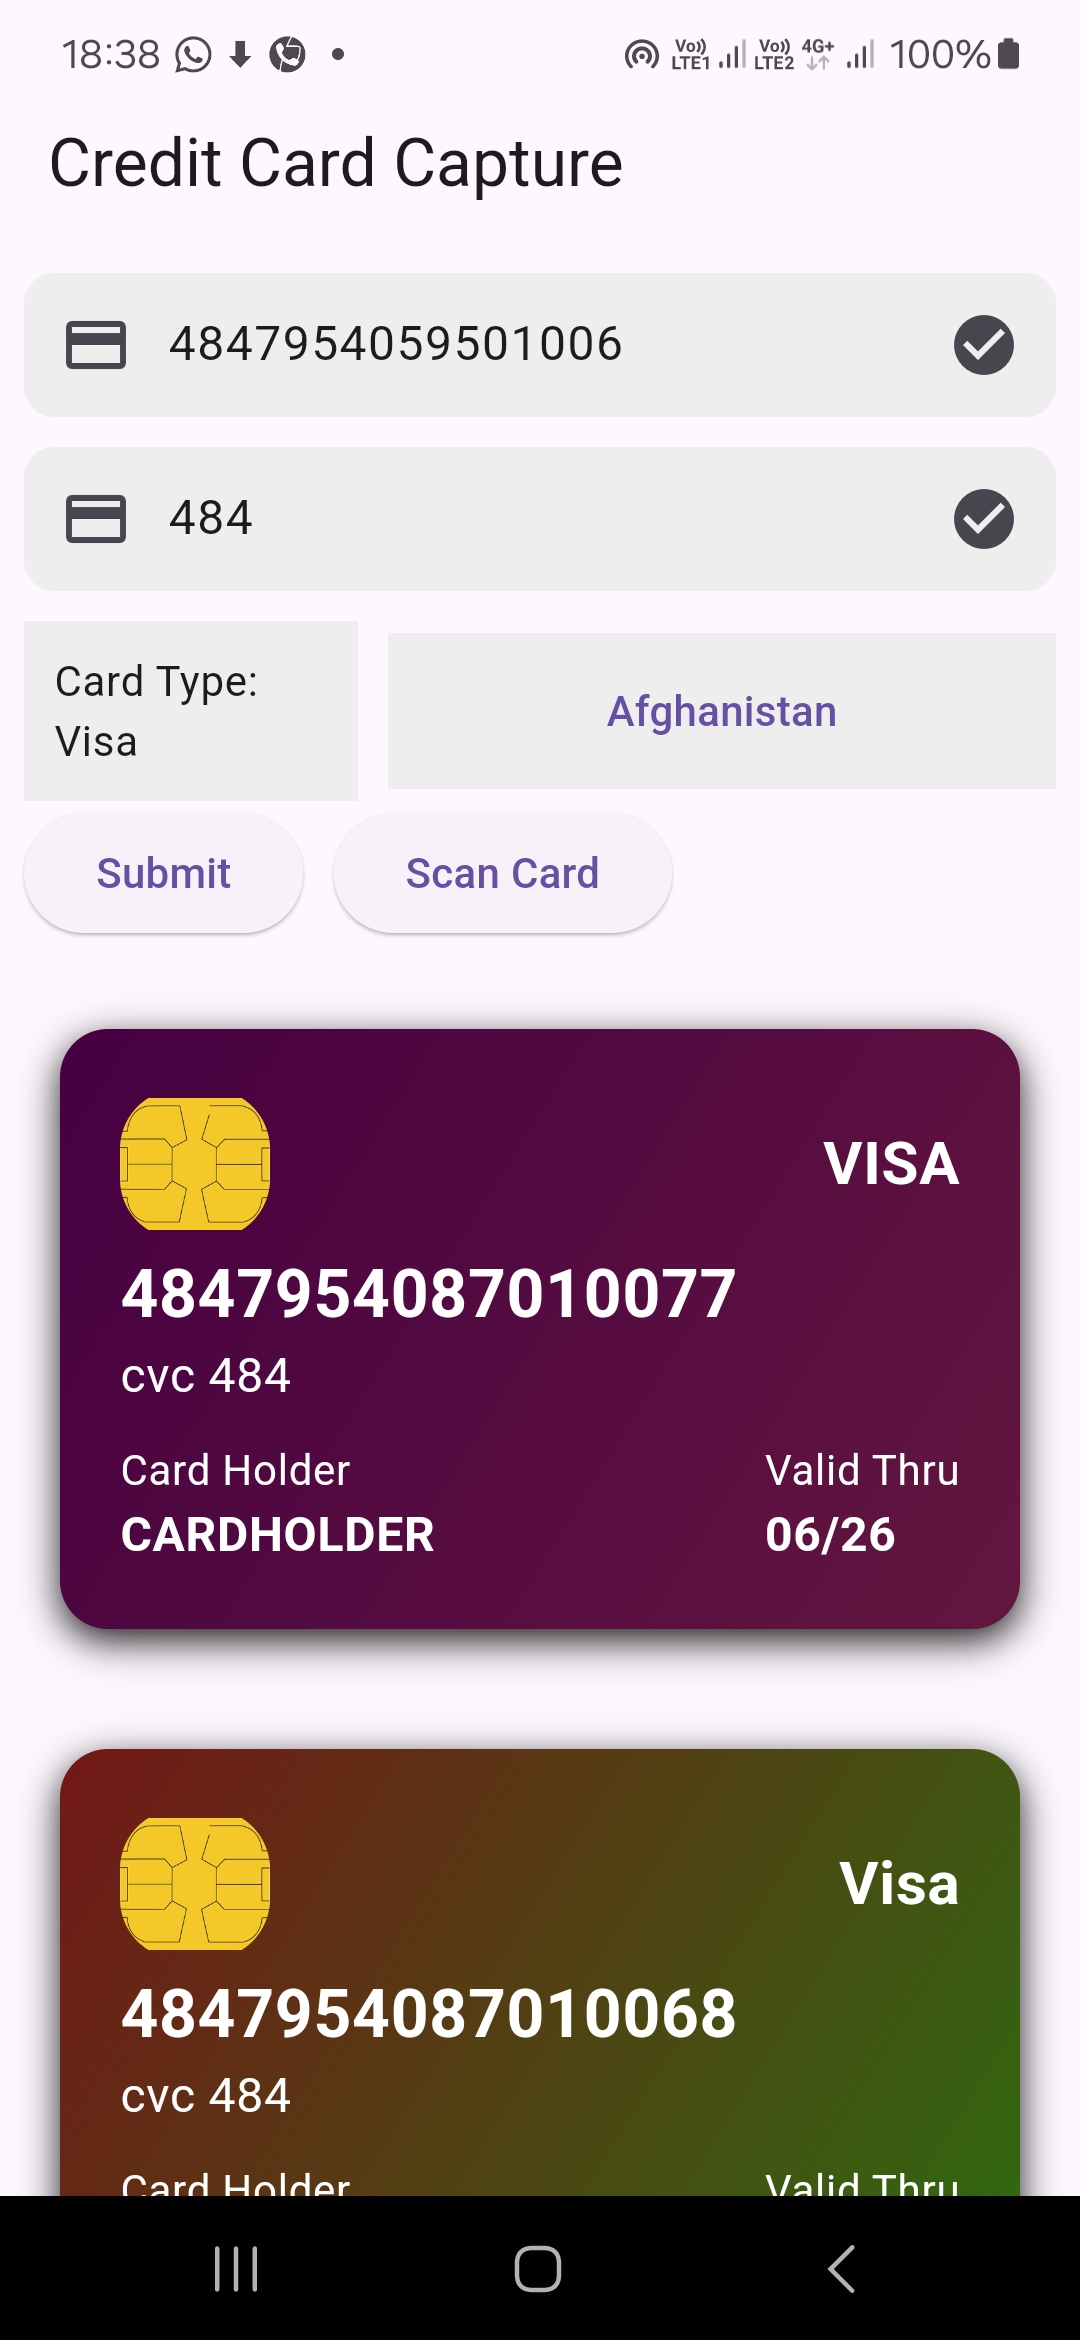 18:38
Vo)) LTE1 Vo)) LTE2 4G+ 100%
Credit Card Capture
4847954059501006
484
Card Type:
Visa
Afghanistan
Submit Scan Card
VISA
4847954087010077
cvc 484
Card Holder Valid Thru
CARDHOLDER 06/26
Visa
4847954087010068
cvc 484
Card Holder Valid Thru